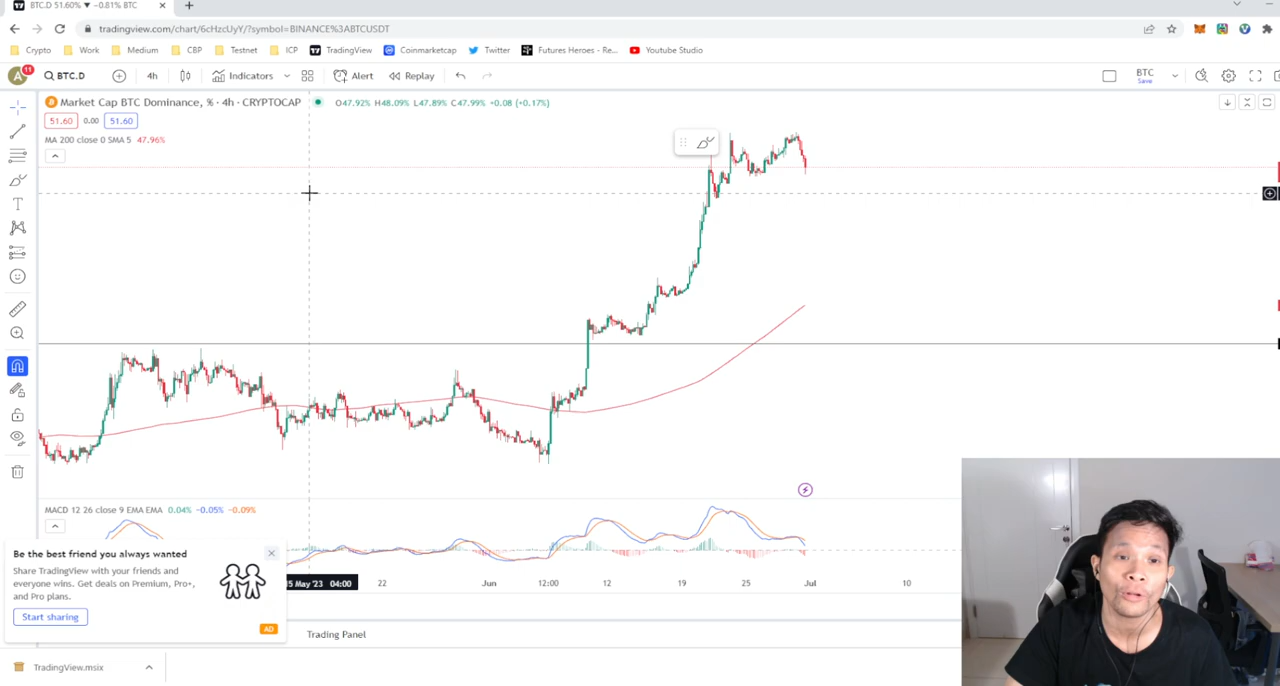 BTC.D 51.60% ▼ −0.81% BTC
tradingview.com/chart/6cHzcUyY/?symbol=BINANCE%3ABTCUSDT
Crypto Work Medium CBP Testnet ICP TradingView Coinmarketcap Twitter Futures Heroes - Re... Youtube Studio
A 11 BTC.D 4h Indicators Alert Replay BTC
Save
Market Cap BTC Dominance, % · 4h · CRYPTOCAP O47.92% H48.09% L47.89% C47.99% +0.08 (+0.17%)
51.60 0.00 51.60
MA 200 close 0 SMA 5 47.96%
MACD 12 26 close 9 EMA EMA 0.04% −0.05% −0.09%
Be the best friend you always wanted
Share TradingView with your friends and
everyone wins. Get deals on Premium, Pro+,
and Pro plans.
Start sharing
AD
15 May '23 04:00 22 Jun 12:00 12 19 25 Jul 10
Trading Panel
TradingView.msix